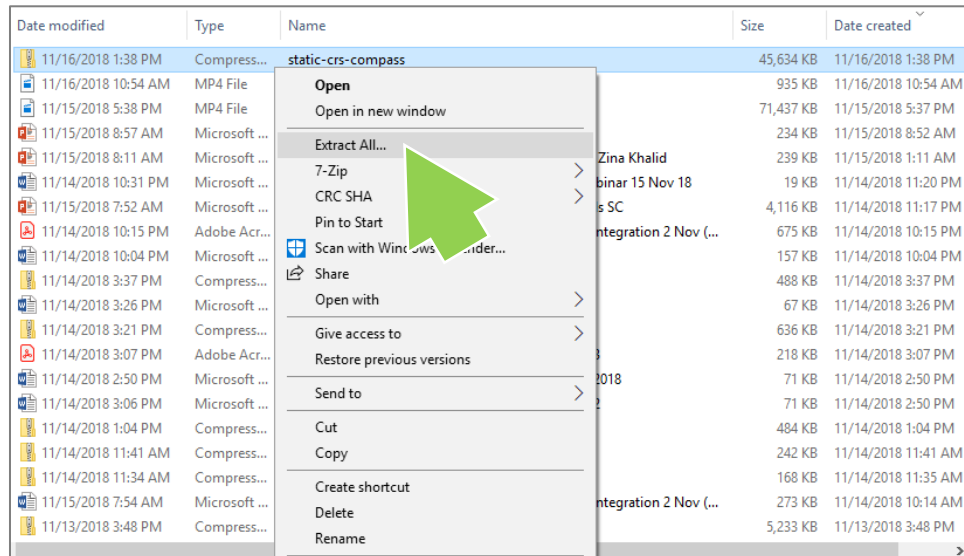 Date modified Type Name Size Date created
11/16/2018 1:38 PM Compress... static-crs-compass 45,634 KB 11/16/2018 1:38 PM
11/16/2018 10:54 AM MP4 File 935 KB 11/16/2018 10:54 AM
11/15/2018 5:38 PM MP4 File 71,437 KB 11/15/2018 5:37 PM
11/15/2018 8:57 AM Microsoft ... 234 KB 11/15/2018 8:52 AM
11/15/2018 8:11 AM Microsoft ... Zina Khalid 239 KB 11/15/2018 1:11 AM
11/14/2018 10:31 PM Microsoft ... binar 15 Nov 18 19 KB 11/14/2018 11:20 PM
11/15/2018 7:52 AM Microsoft ... s SC 4,116 KB 11/14/2018 11:17 PM
11/14/2018 10:15 PM Adobe Acr... ntegration 2 Nov (... 675 KB 11/14/2018 10:15 PM
11/14/2018 10:04 PM Microsoft ... 157 KB 11/14/2018 10:04 PM
11/14/2018 3:37 PM Compress... 488 KB 11/14/2018 3:37 PM
11/14/2018 3:26 PM Microsoft ... 67 KB 11/14/2018 3:26 PM
11/14/2018 3:21 PM Compress... 636 KB 11/14/2018 3:21 PM
11/14/2018 3:07 PM Adobe Acr... 218 KB 11/14/2018 3:07 PM
11/14/2018 2:50 PM Microsoft ... 2018 71 KB 11/14/2018 2:50 PM
11/14/2018 3:06 PM Microsoft ... 71 KB 11/14/2018 2:50 PM
11/14/2018 1:04 PM Compress... 484 KB 11/14/2018 1:04 PM
11/14/2018 11:41 AM Compress... 242 KB 11/14/2018 11:41 AM
11/14/2018 11:34 AM Compress... 168 KB 11/14/2018 11:35 AM
11/15/2018 7:54 AM Microsoft ... ntegration 2 Nov (... 273 KB 11/14/2018 10:14 AM
11/13/2018 3:48 PM Compress... 5,233 KB 11/13/2018 3:48 PM
Open
Open in new window
Extract All...
7-Zip
CRC SHA
Pin to Start
Scan with
Share
Open with
Give access to
Restore previous versions
Send to
Cut
Copy
Create shortcut
Delete
Rename